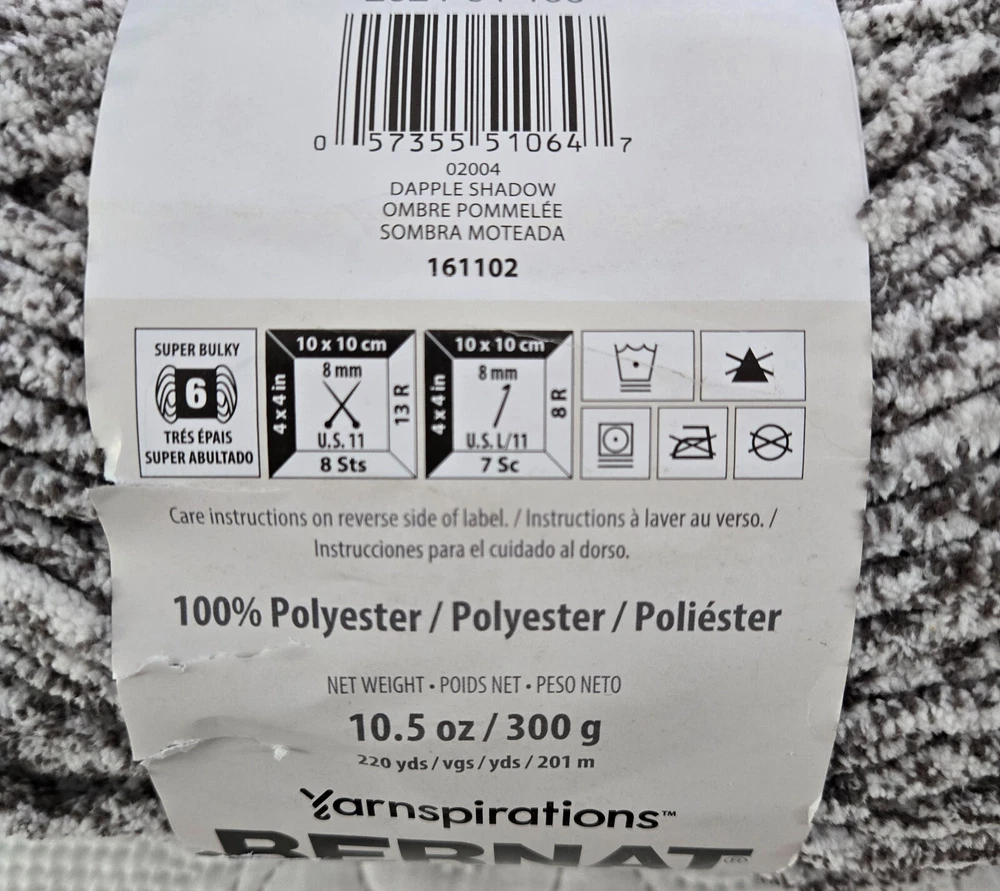 0 57355 51064 7
02004
DAPPLE SHADOW
OMBRE POMMELÉE
SOMBRA MOTEADA
161102
SUPER BULKY
6
TRÉS ÉPAIS
SUPER ABULTADO
10 x 10 cm
4 x 4 in
8 mm
U.S. 11
13 R
8 Sts
10 x 10 cm
4 x 4 in
8 mm
U.S. L/11
8 R
7 Sc
Care instructions on reverse side of label. / Instructions à laver au verso. /
Instrucciones para el cuidado al dorso.
100% Polyester / Polyester / Poliéster
NET WEIGHT • POIDS NET • PESO NETO
10.5 oz / 300 g
220 yds / vgs / yds / 201 m
Yarnspirations™
BERNAT